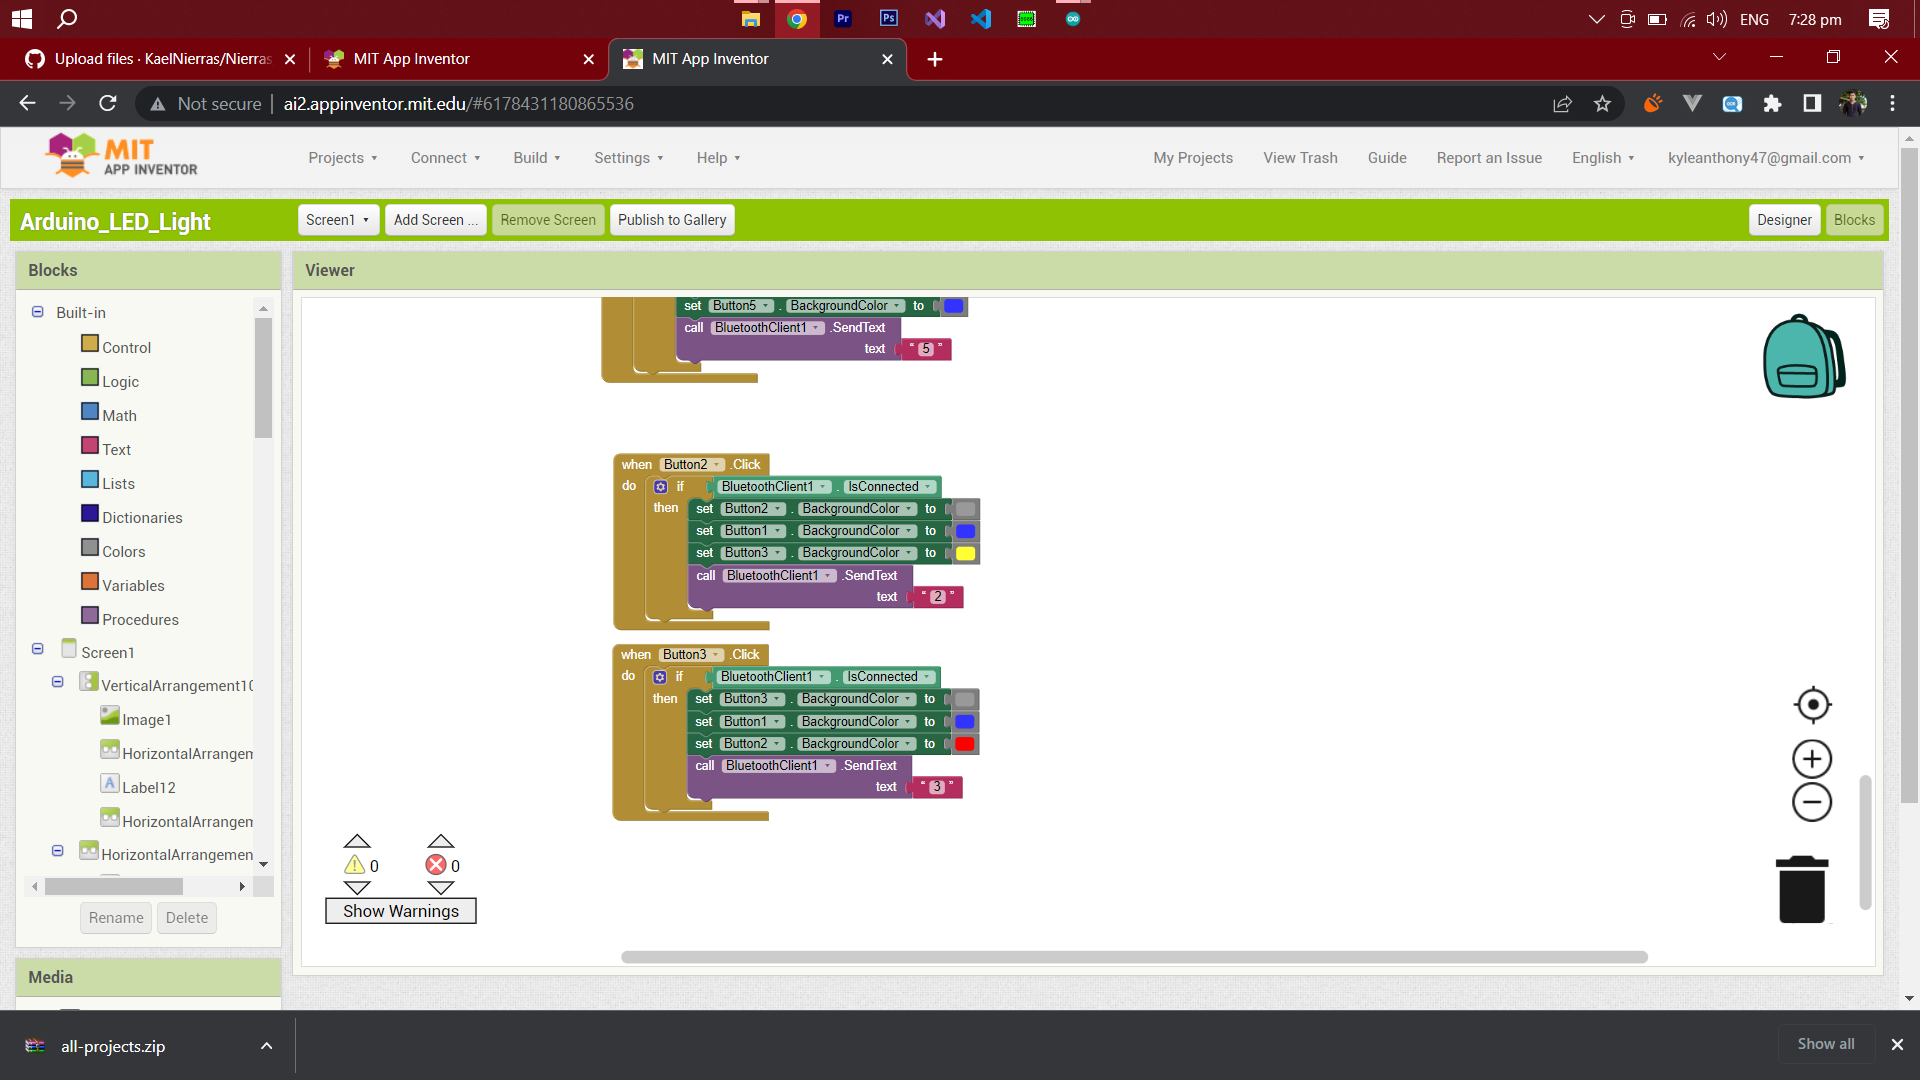 ENG 7:28 pm
Upload files · KaelNierras/Nierras
MIT App Inventor
MIT App Inventor
Not secure | ai2.appinventor.mit.edu/#6178431180865536
MIT
APP INVENTOR
Projects Connect Build Settings Help My Projects View Trash Guide Report an Issue English kyleanthony47@gmail.com
Arduino_LED_Light Screen1 Add Screen ... Remove Screen Publish to Gallery Designer Blocks
Blocks
Viewer
Built-in
Control
Logic
Math
Text
Lists
Dictionaries
Colors
Variables
Procedures
Screen1
VerticalArrangement10
Image1
HorizontalArrangem
Label12
HorizontalArrangem
HorizontalArrangemen
Rename Delete
Media
set Button5 . BackgroundColor to
call BluetoothClient1 .SendText
text “ 5 ”
when Button2 .Click
do if BluetoothClient1 . IsConnected
then set Button2 . BackgroundColor to
set Button1 . BackgroundColor to
set Button3 . BackgroundColor to
call BluetoothClient1 .SendText
text “ 2 ”
when Button3 .Click
do if BluetoothClient1 . IsConnected
then set Button3 . BackgroundColor to
set Button1 . BackgroundColor to
set Button2 . BackgroundColor to
call BluetoothClient1 .SendText
text “ 3 ”
0 0
Show Warnings
all-projects.zip
Show all